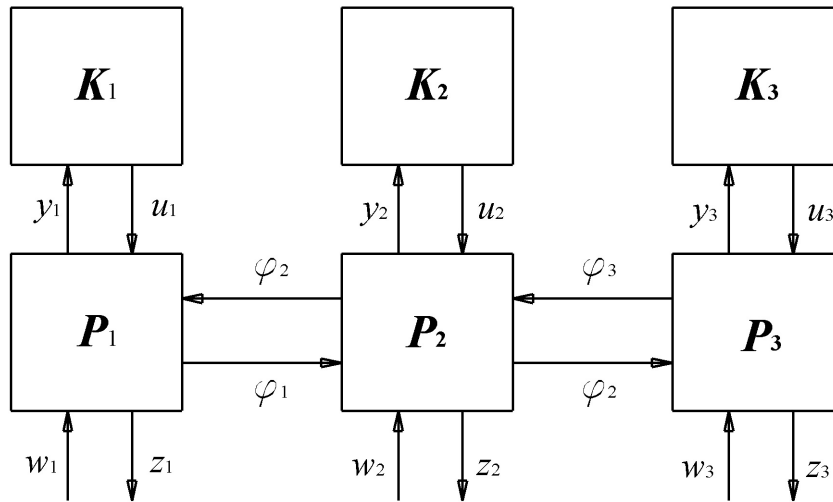 K1 K2 K3
y1 u1 y2 u2 y3 u3
φ2 φ3
P1 P2 P3
φ1 φ2
w1 z1 w2 z2 w3 z3